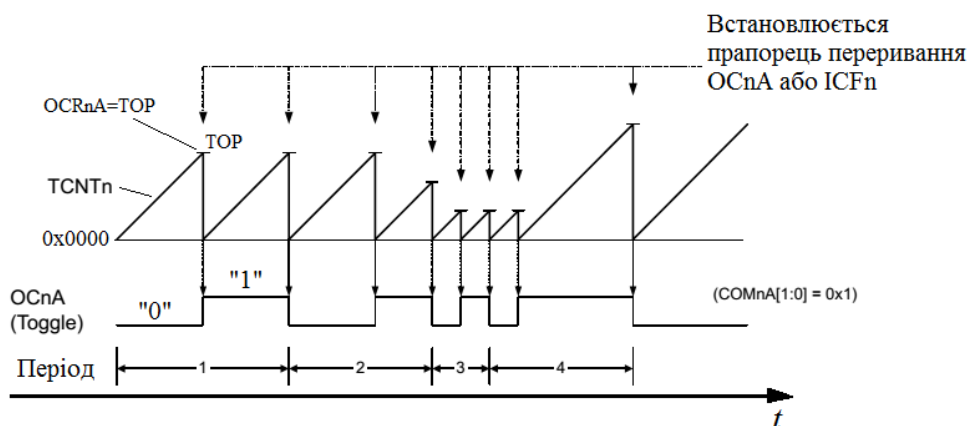 Встановлюється
прапорець переривання
OCnA або ICFn
OCRnA=TOP
TOP
TCNTn
0x0000
"1"
OCnA
"0"
(Toggle)
(COMnA[1:0] = 0x1)
Період
1
2
3
4
t